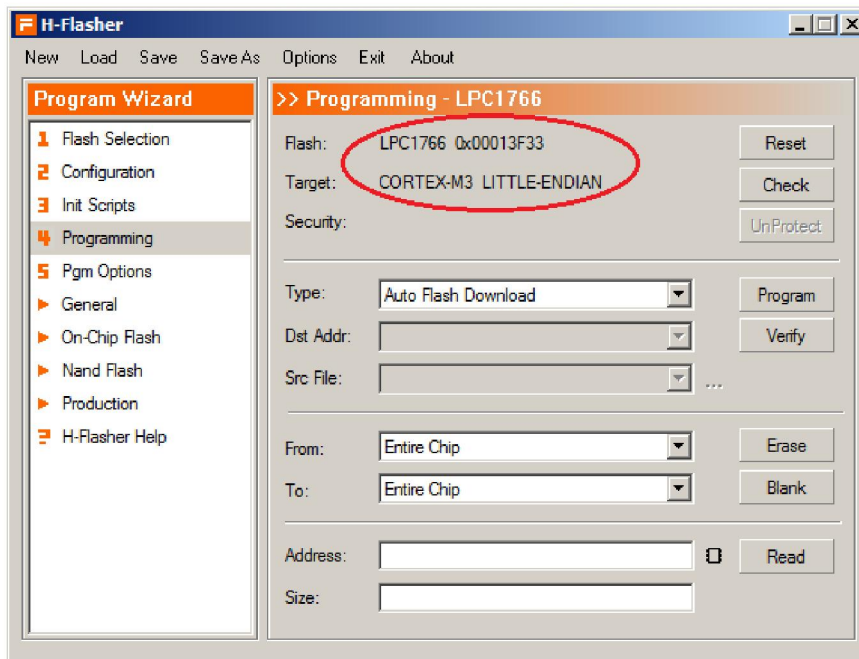 H-Flasher
New Load Save Save As Options Exit About
Program Wizard
1 Flash Selection
2 Configuration
3 Init Scripts
4 Programming
5 Pgm Options
General
On-Chip Flash
Nand Flash
Production
? H-Flasher Help
>> Programming - LPC1766
Flash: LPC1766 0x00013F33 Reset
Target: CORTEX-M3 LITTLE-ENDIAN Check
Security: UnProtect
Type: Auto Flash Download Program
Dst Addr: Verify
Src File: ...
From: Entire Chip Erase
To: Entire Chip Blank
Address: Read
Size: